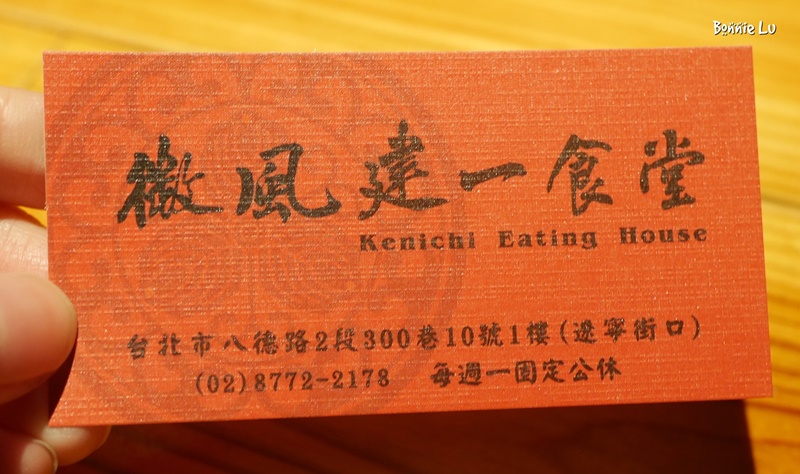 Bonnie Lu
微風建一食堂
Kenichi Eating House
台北市八德路2段300巷10號1樓(遼寧街口)
(02)8772-2178 每週一固定公休